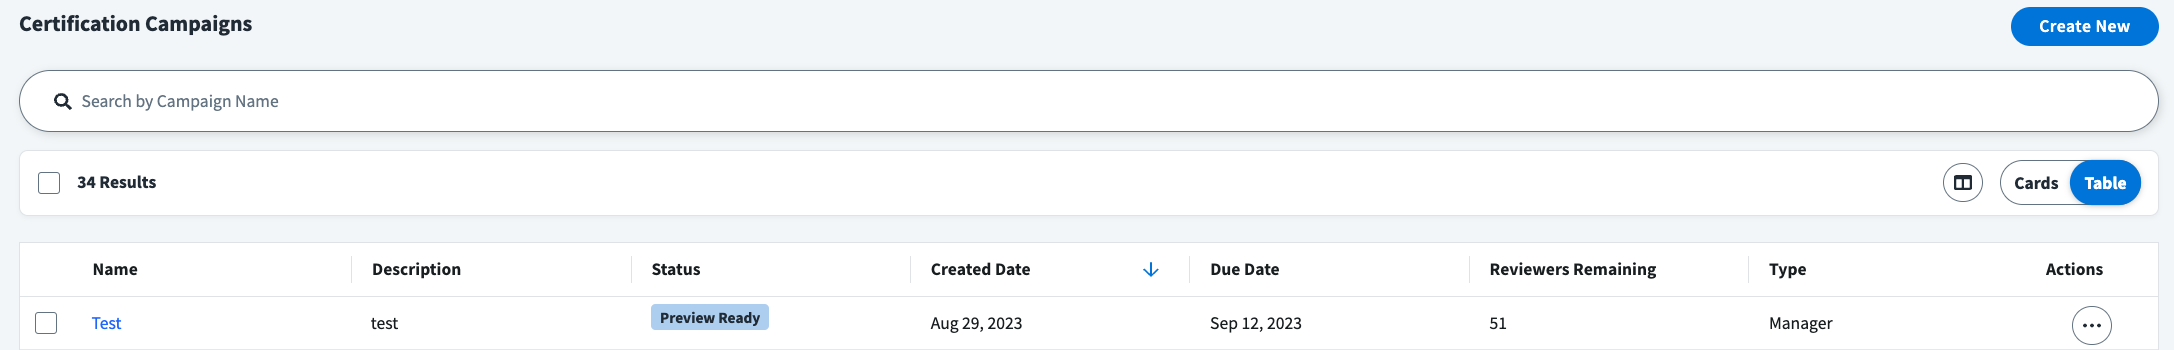 Certification Campaigns
Create New
Search by Campaign Name
34 Results
Cards Table
Name Description Status Created Date Due Date Reviewers Remaining Type Actions
Test test Preview Ready Aug 29, 2023 Sep 12, 2023 51 Manager